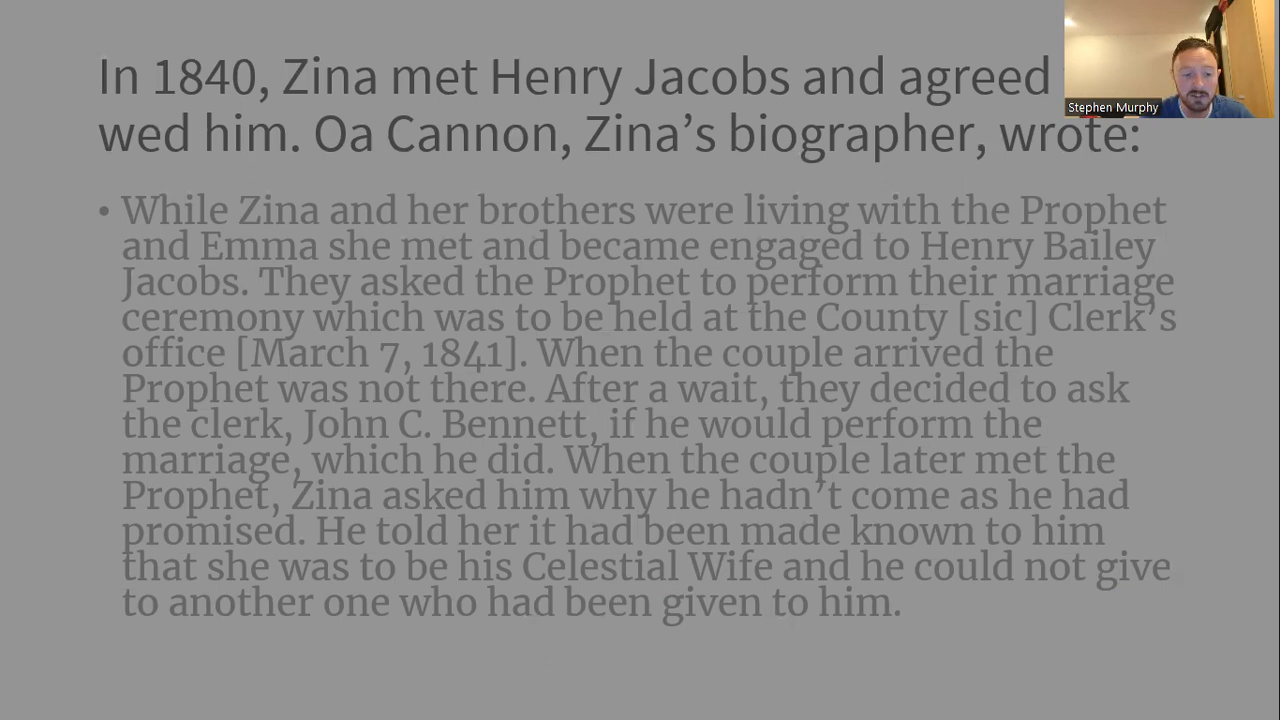 In 1840, Zina met Henry Jacobs and agreed
wed him. Oa Cannon, Zina’s biographer, wrote:
Stephen Murphy
• While Zina and her brothers were living with the Prophet
and Emma she met and became engaged to Henry Bailey
Jacobs. They asked the Prophet to perform their marriage
ceremony which was to be held at the County [sic] Clerk’s
office [March 7, 1841]. When the couple arrived the
Prophet was not there. After a wait, they decided to ask
the clerk, John C. Bennett, if he would perform the
marriage, which he did. When the couple later met the
Prophet, Zina asked him why he hadn’t come as he had
promised. He told her it had been made known to him
that she was to be his Celestial Wife and he could not give
to another one who had been given to him.